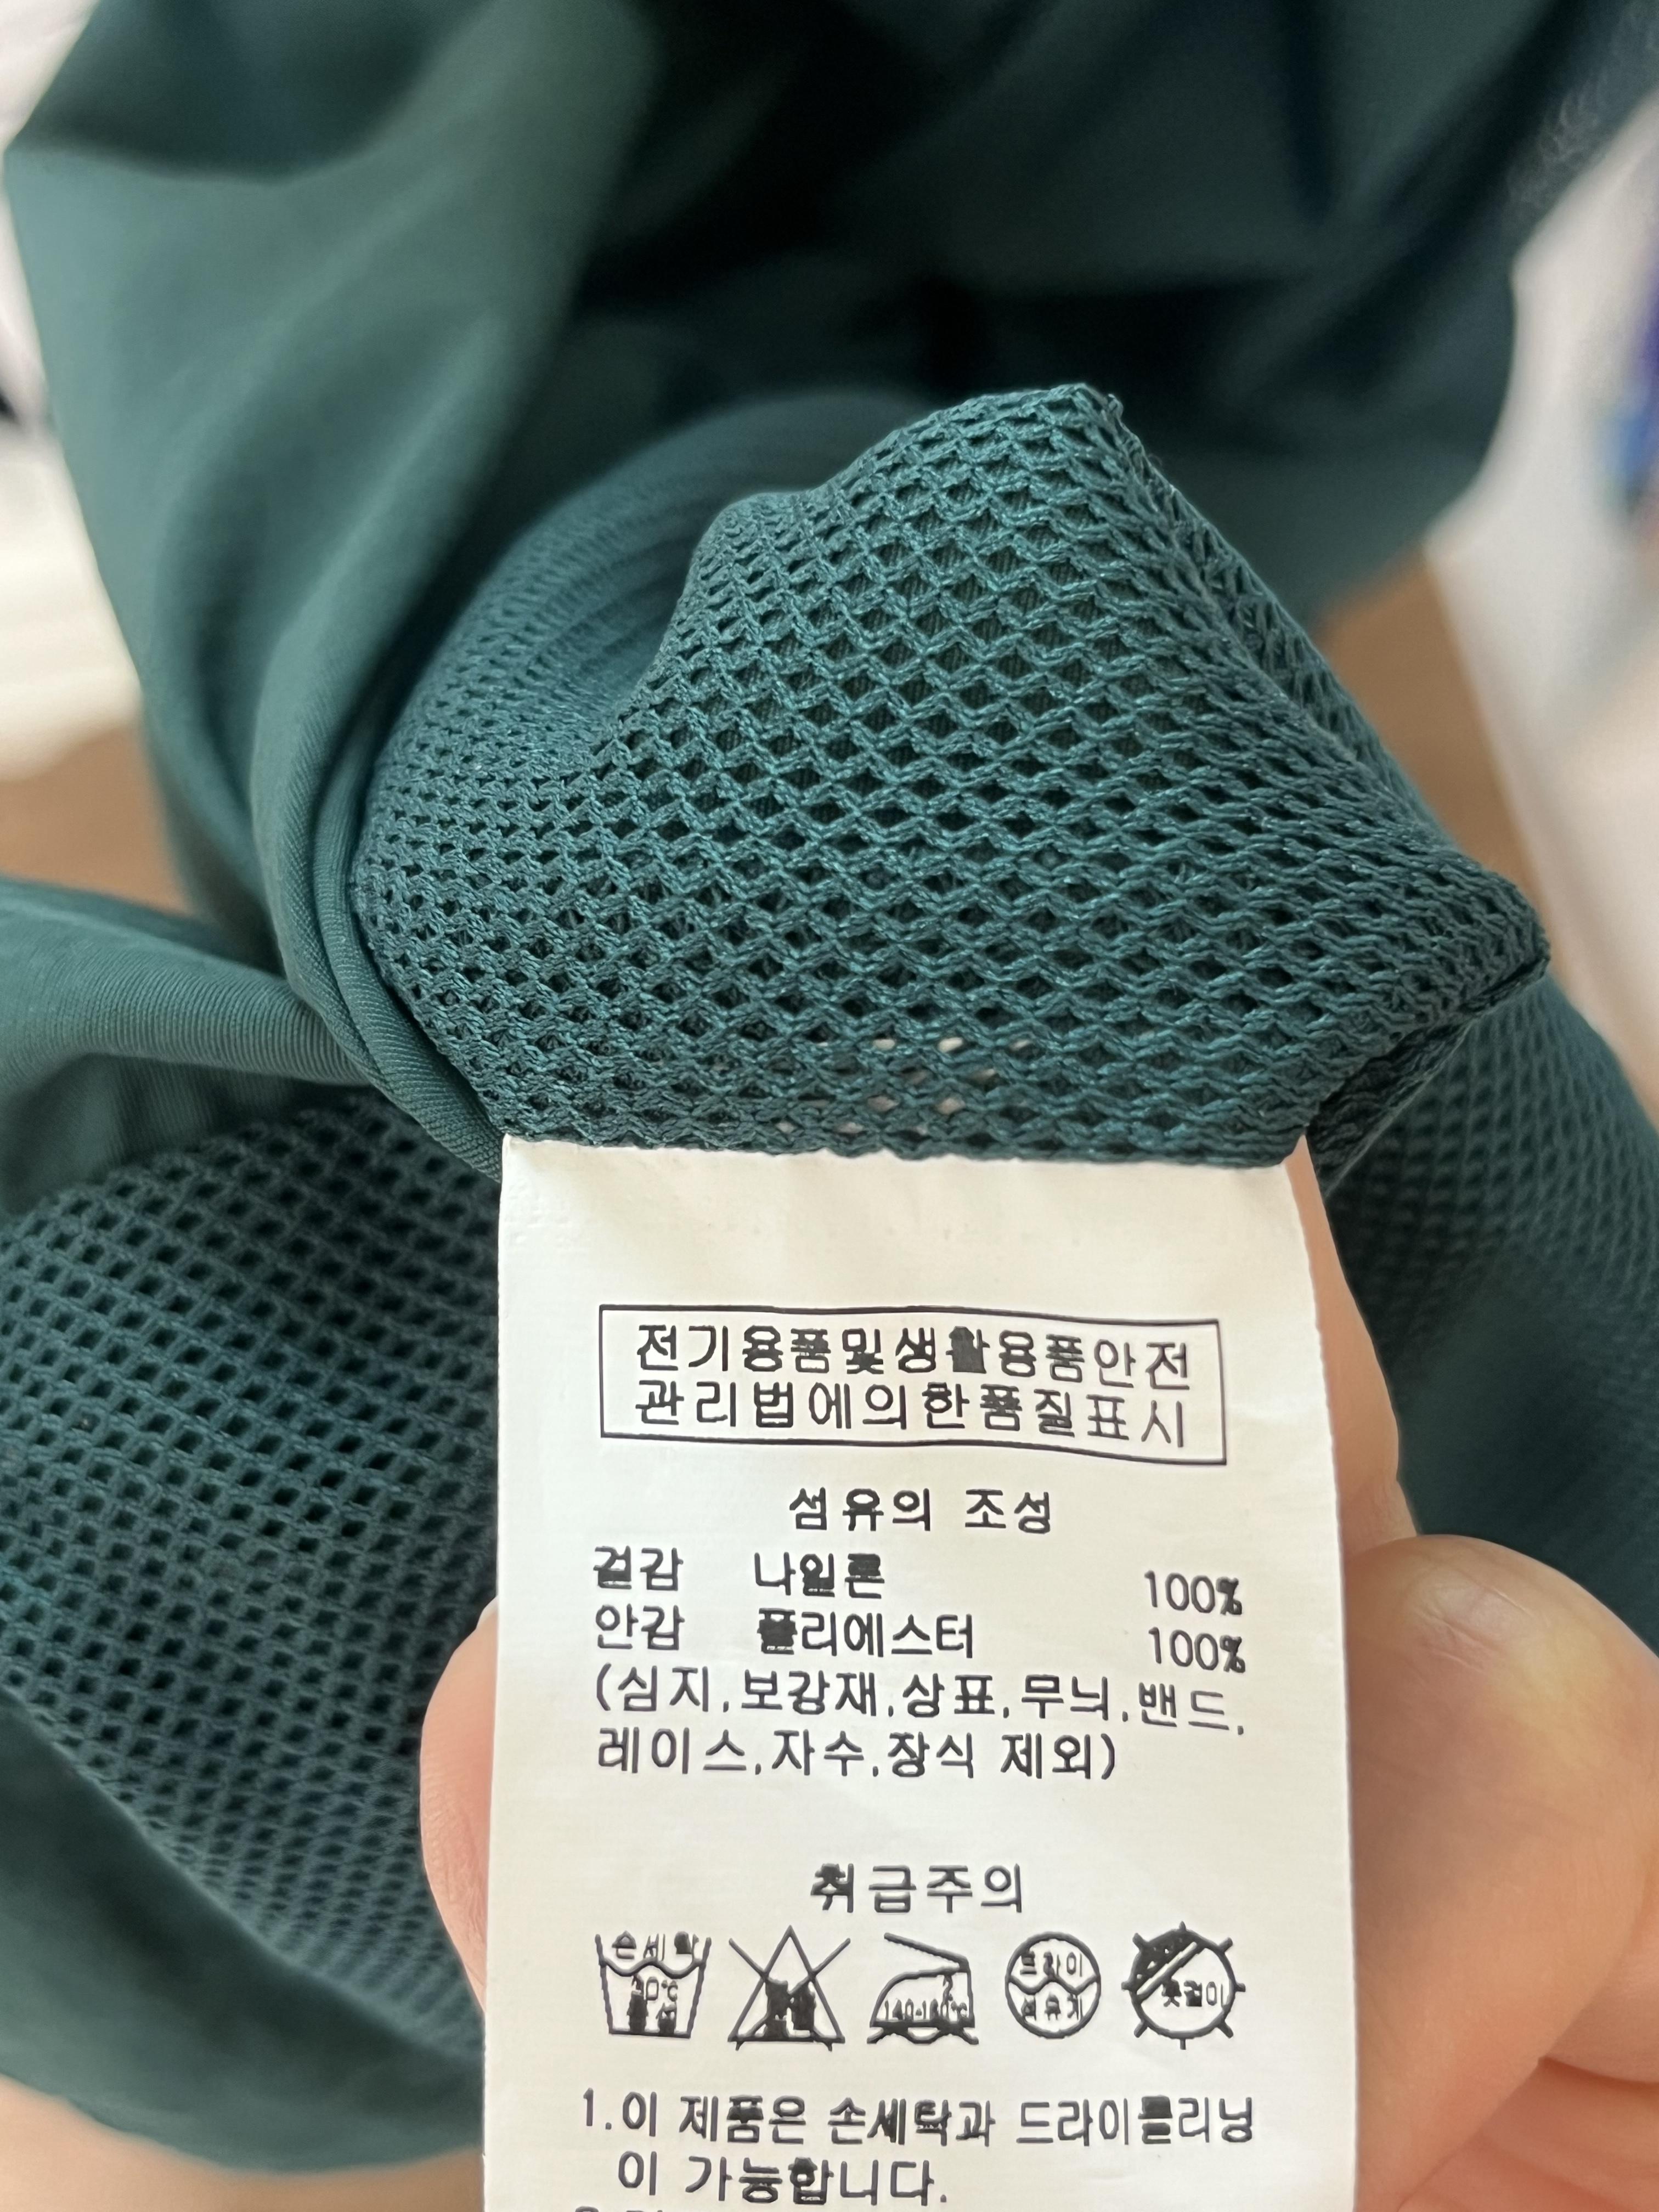 전기용품및생활용품안전
관리법에의한품질표시
섬유의 조성
겉감 나일론 100%
안감 폴리에스터 100%
(심지,보강재,상표,무늬,밴드,
레이스,자수,장식 제외)
취급주의
손세탁
30°C
140-160°C
드라이
석유계
옷걸이
1.이 제품은 손세탁과 드라이클리닝
이 가능합니다.